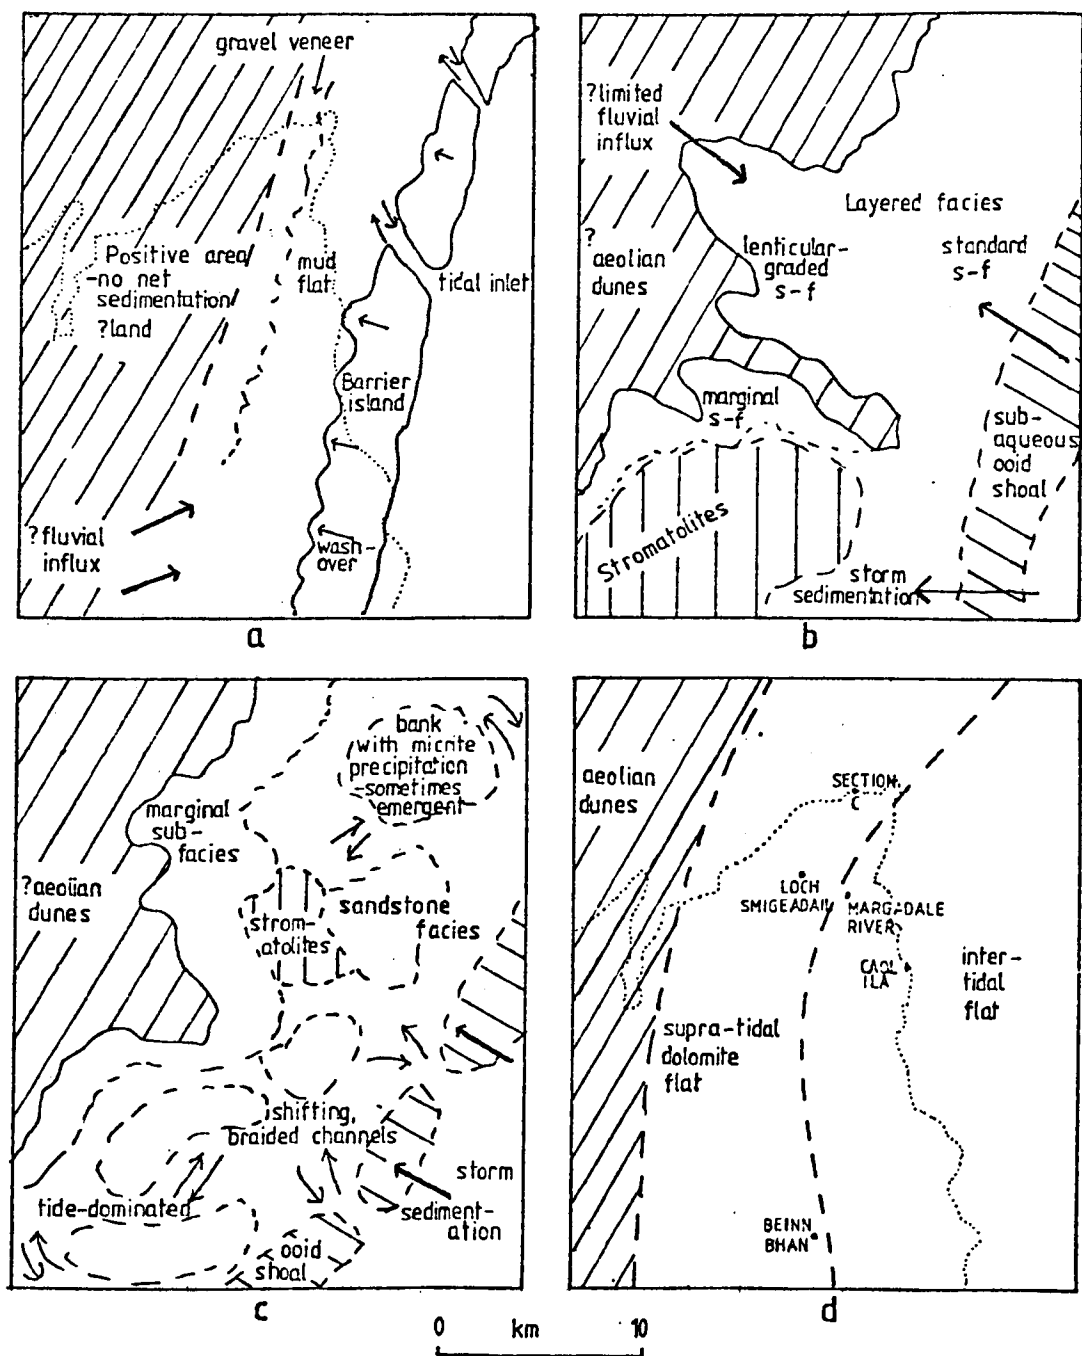 gravel veneer
Positive area
-no net
sedimentation
?land
mud
flat
tidal inlet
Barrier
island
?fluvial
influx
wash-
over
a
?limited
fluvial
influx
Layered facies
?
aeolian
dunes
lenticular-
graded
s-f
standard
s-f
marginal
s-f
sub-
aqueous
ooid
shoal
Stromatolites
storm
sedimentation
b
bank
with micrite
precipitation
-sometimes
emergent
marginal
sub-
facies
?aeolian
dunes
strom-
atolites
sandstone
facies
shifting,
braided channels
storm
sediment-
ation
tide-dominated
ooid
shoal
c
aeolian
dunes
SECTION
C
LOCH
SMIGEADAIL
MARGADALE
RIVER
CAOL
ILA
inter-
tidal
flat
supra-tidal
dolomite
flat
BEINN
BHAN
d
0 km 10